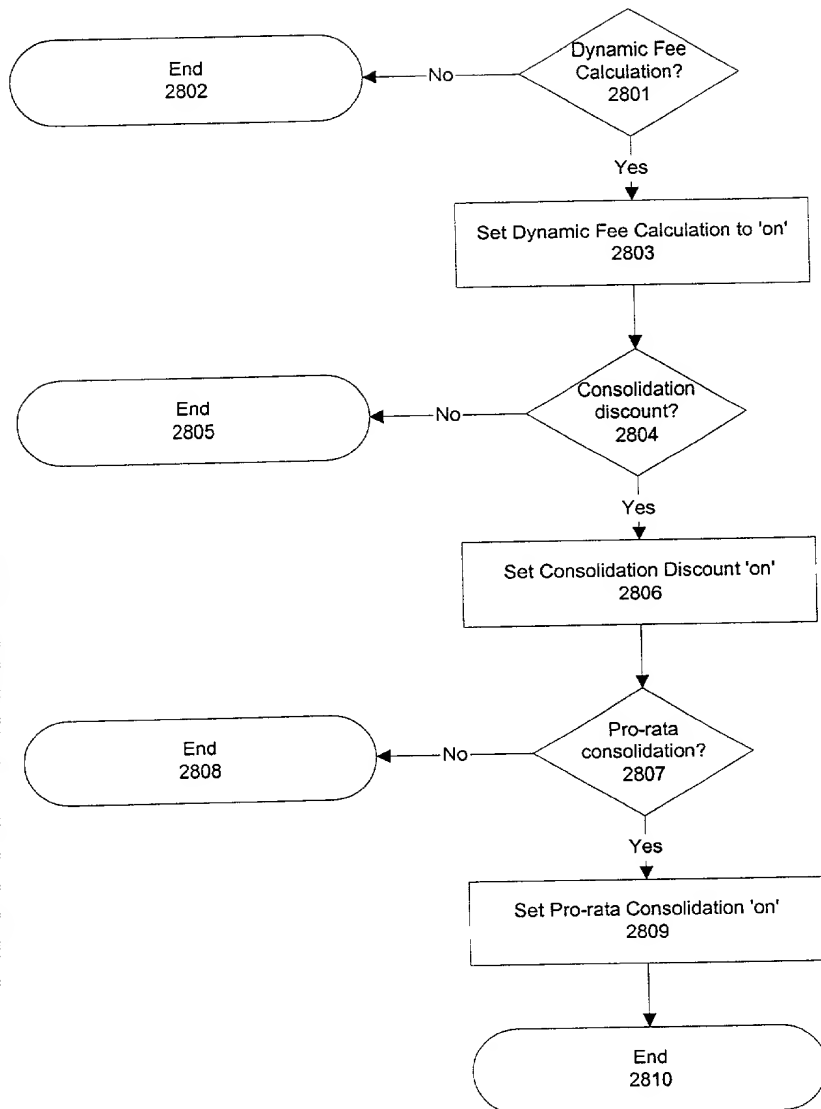 Dynamic Fee
Calculation?
2801
No
End
2802
Yes
Set Dynamic Fee Calculation to 'on'
2803
Consolidation
discount?
2804
No
End
2805
Yes
Set Consolidation Discount 'on'
2806
Pro-rata
consolidation?
2807
No
End
2808
Yes
Set Pro-rata Consolidation 'on'
2809
End
2810